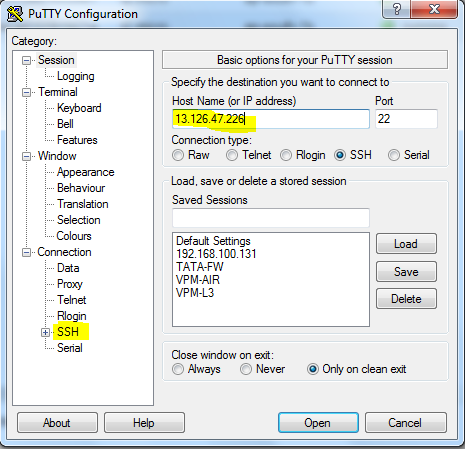 PuTTY Configuration
?
Category:
Session
Logging
Terminal
Keyboard
Bell
Features
Window
Appearance
Behaviour
Translation
Selection
Colours
Connection
Data
Proxy
Telnet
Rlogin
SSH
Serial
Basic options for your PuTTY session
Specify the destination you want to connect to
Host Name (or IP address) Port
13.126.47.226 22
Connection type:
Raw Telnet Rlogin SSH Serial
Load, save or delete a stored session
Saved Sessions
Default Settings
192.168.100.131
TATA-FW
VPM-AIR
VPM-L3
Load
Save
Delete
Close window on exit:
Always Never Only on clean exit
About Help Open Cancel